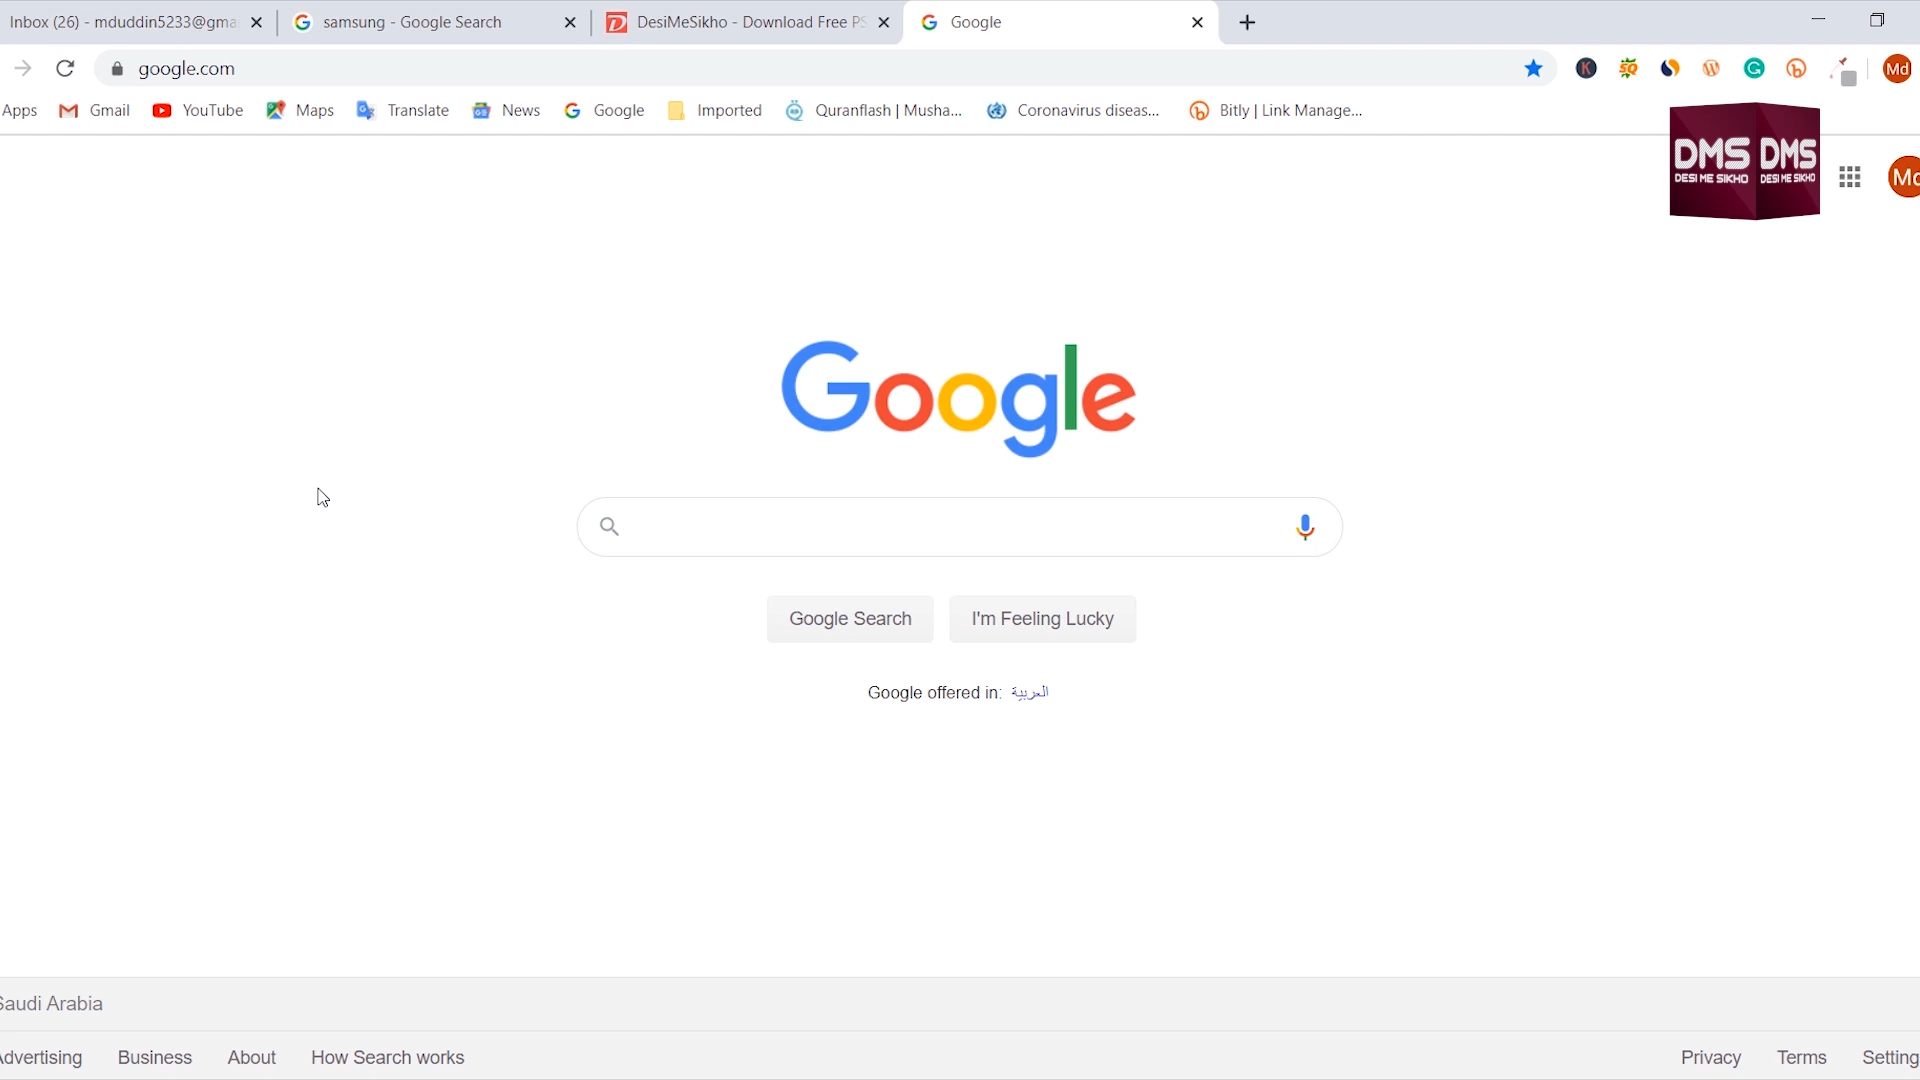 Inbox (26) - mduddin5233@gma
samsung - Google Search
DesiMeSikho - Download Free PS
Google
google.com
Md
Apps
Gmail
YouTube
Maps
Translate
News
Google
Imported
Quranflash | Musha...
Coronavirus diseas...
Bitly | Link Manage...
DMS DMS
DESI ME SIKHO DESI ME SIKHO
Md
Google
Google Search
I'm Feeling Lucky
Google offered in: العربية
Saudi Arabia
Advertising
Business
About
How Search works
Privacy
Terms
Setting